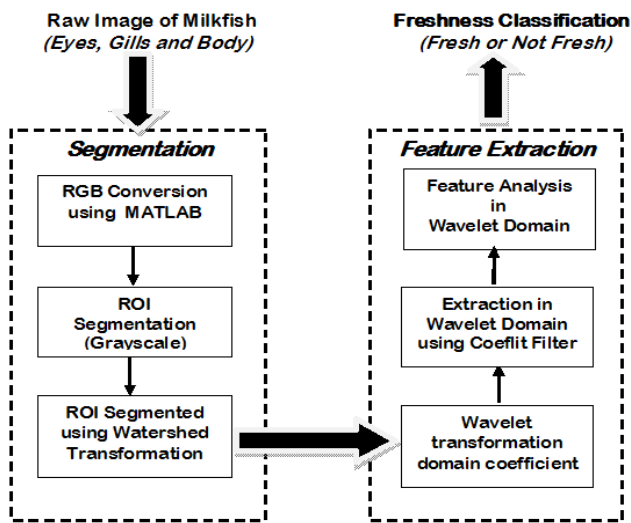 Raw Image of Milkfish
(Eyes, Gills and Body)
Segmentation
RGB Conversion
using MATLAB
ROI
Segmentation
(Grayscale)
ROI Segmented
using Watershed
Transformation
Freshness Classification
(Fresh or Not Fresh)
Feature Extraction
Feature Analysis
in
Wavelet Domain
Extraction in
Wavelet Domain
using Coeflit Filter
Wavelet
transformation
domain coefficient